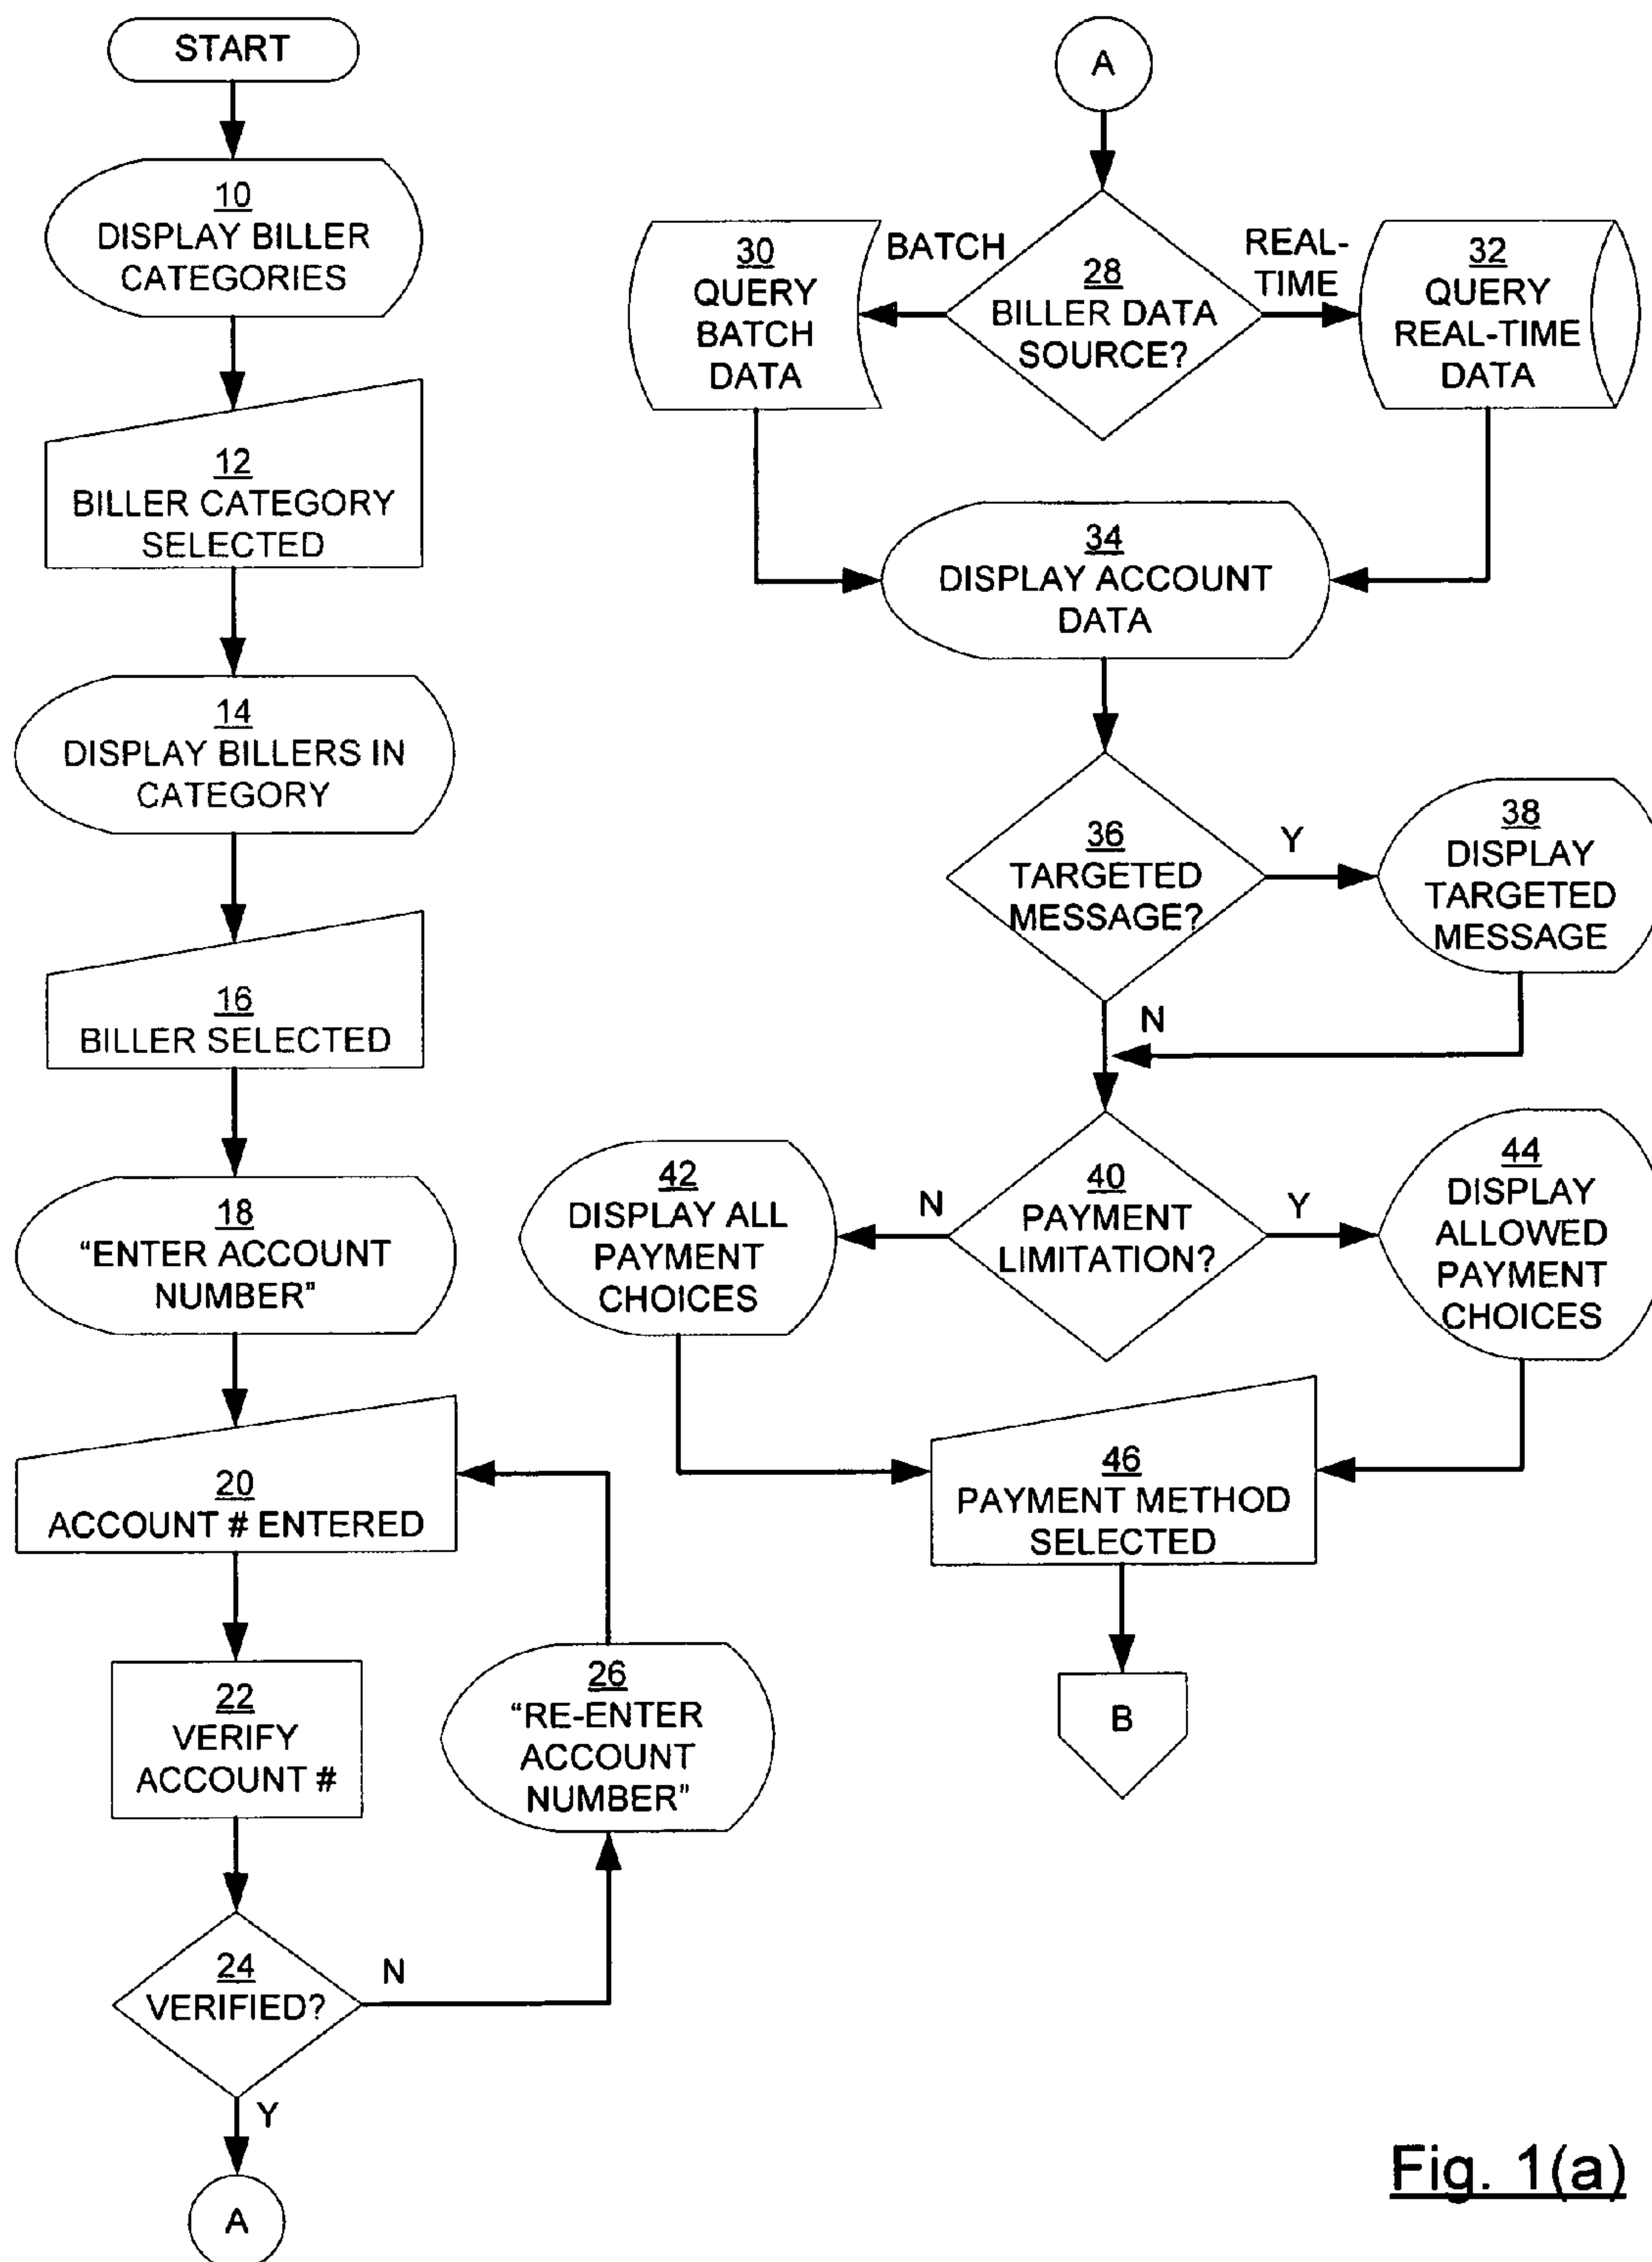 START
10
DISPLAY BILLER
CATEGORIES
12
BILLER CATEGORY
SELECTED
14
DISPLAY BILLERS IN
CATEGORY
16
BILLER SELECTED
18
“ENTER ACCOUNT
NUMBER”
20
ACCOUNT # ENTERED
22
VERIFY
ACCOUNT #
24
VERIFIED?
N
Y
A
26
“RE-ENTER
ACCOUNT
NUMBER”
A
28
BILLER DATA
SOURCE?
BATCH
REAL-
TIME
30
QUERY
BATCH
DATA
32
QUERY
REAL-TIME
DATA
34
DISPLAY ACCOUNT
DATA
36
TARGETED
MESSAGE?
Y
N
38
DISPLAY
TARGETED
MESSAGE
40
PAYMENT
LIMITATION?
N
Y
42
DISPLAY ALL
PAYMENT
CHOICES
44
DISPLAY
ALLOWED
PAYMENT
CHOICES
46
PAYMENT METHOD
SELECTED
B
Fig. 1(a)